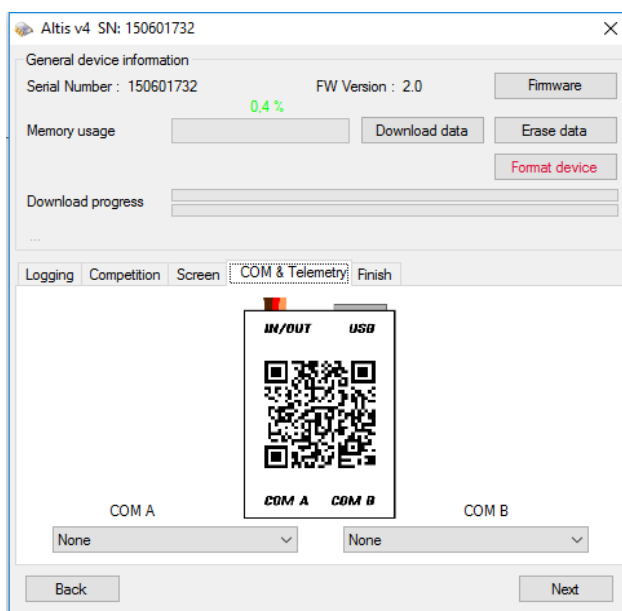 Altis v4 SN: 150601732
General device information
Serial Number : 150601732 FW Version : 2.0 Firmware
0,4 %
Memory usage Download data Erase data
Format device
Download progress
...
Logging Competition Screen COM & Telemetry Finish
IN/OUT USB
COM A COM B
COM A COM B
None None
Back Next